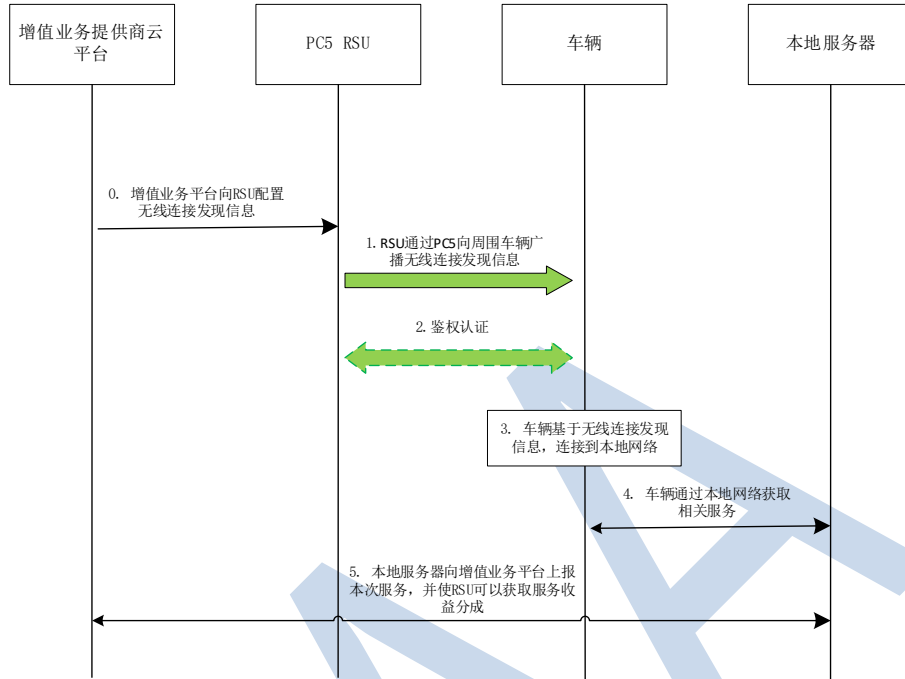 增值业务提供商云
平台
PC5 RSU
车辆
本地服务器
0. 增值业务平台向RSU配置
无线连接发现信息
1. RSU通过PC5向周围车辆广
播无线连接发现信息
2. 鉴权认证
3. 车辆基于无线连接发现
信息，连接到本地网络
4. 车辆通过本地网络获取
相关服务
5. 本地服务器向增值业务平台上报
本次服务，并使RSU可以获取服务收
益分成